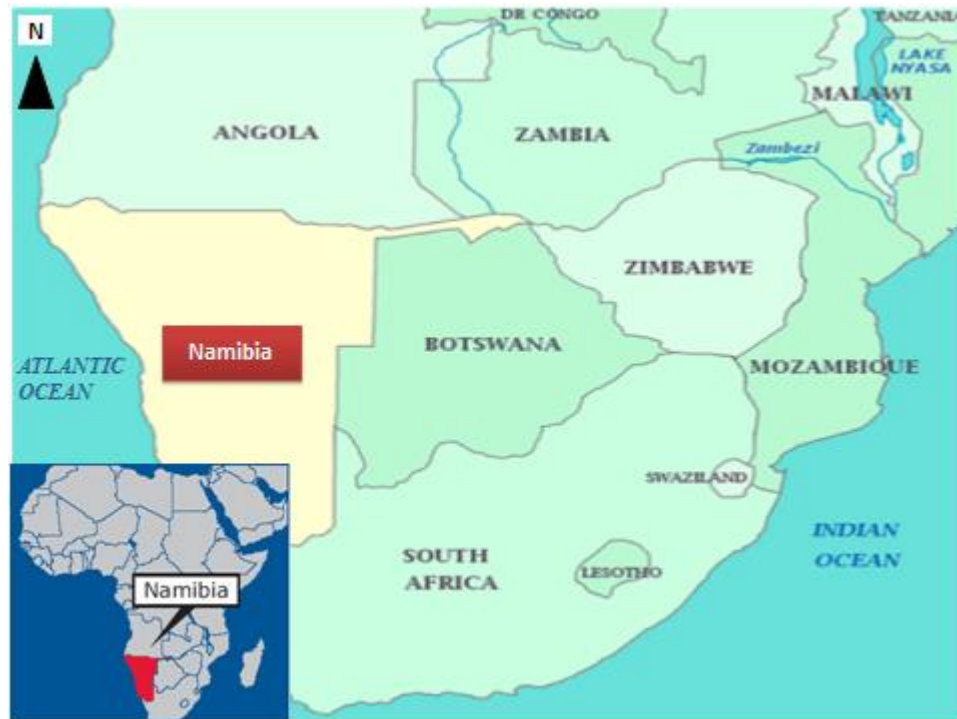 N
DR CONGO
TANZANIA
LAKE
NYASA
MALAWI
ANGOLA
ZAMBIA
Zambezi
ZIMBABWE
Namibia
BOTSWANA
ATLANTIC
OCEAN
MOZAMBIQUE
SWAZILAND
INDIAN
OCEAN
SOUTH
AFRICA
LESOTHO
Namibia